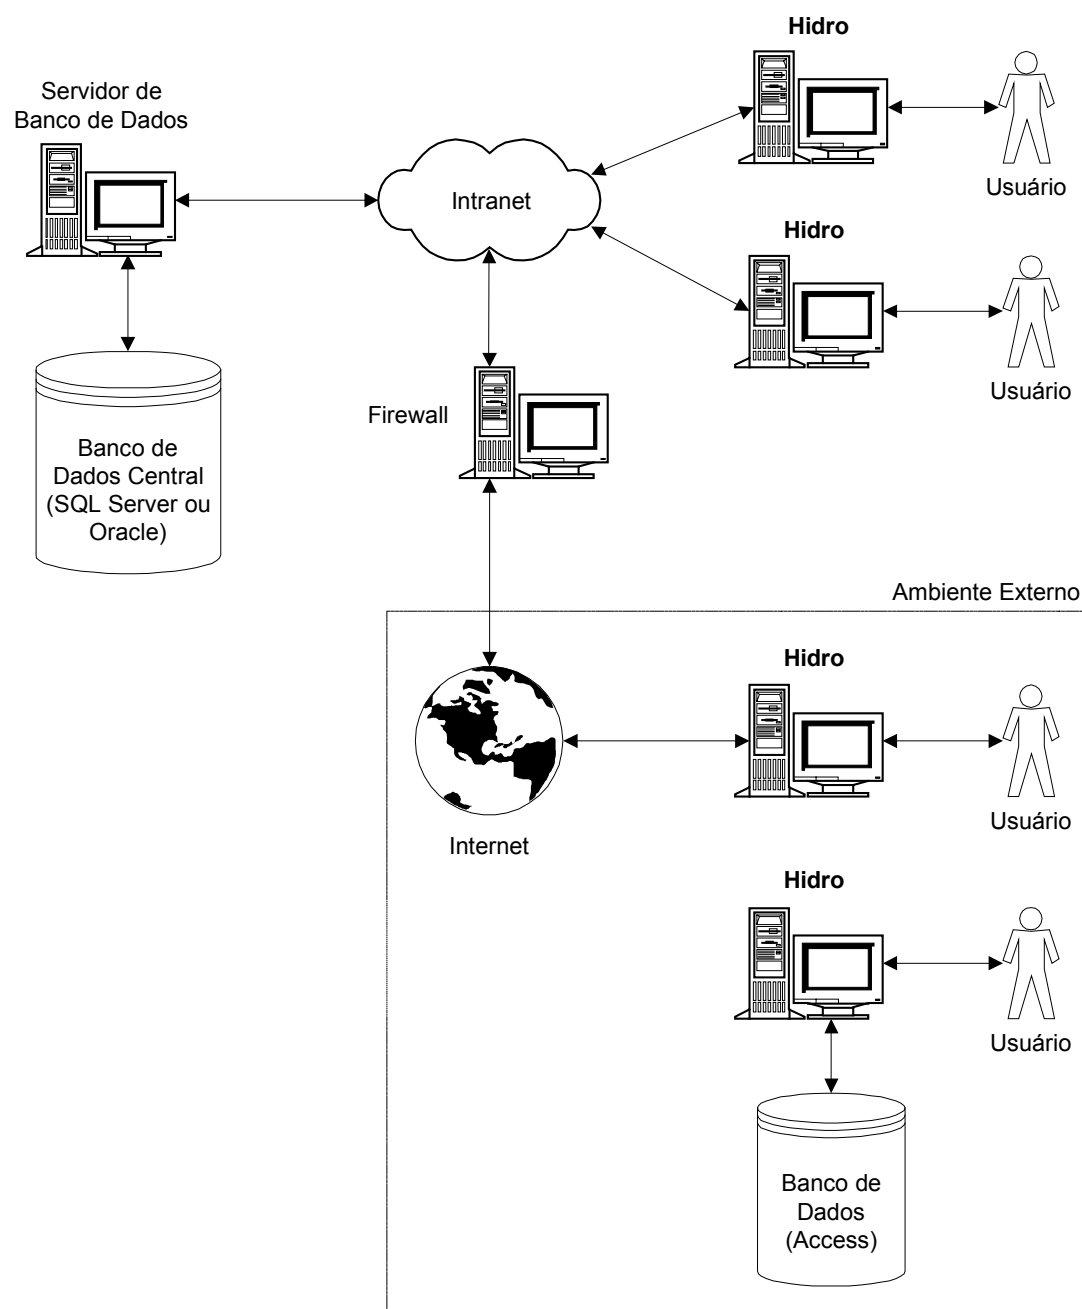 Hidro
Servidor de
Banco de Dados
Usuário
Intranet
Hidro
Usuário
Firewall
Banco de
Dados Central
(SQL Server ou
Oracle)
Ambiente Externo
Hidro
Usuário
Internet
Hidro
Usuário
Banco de
Dados
(Access)